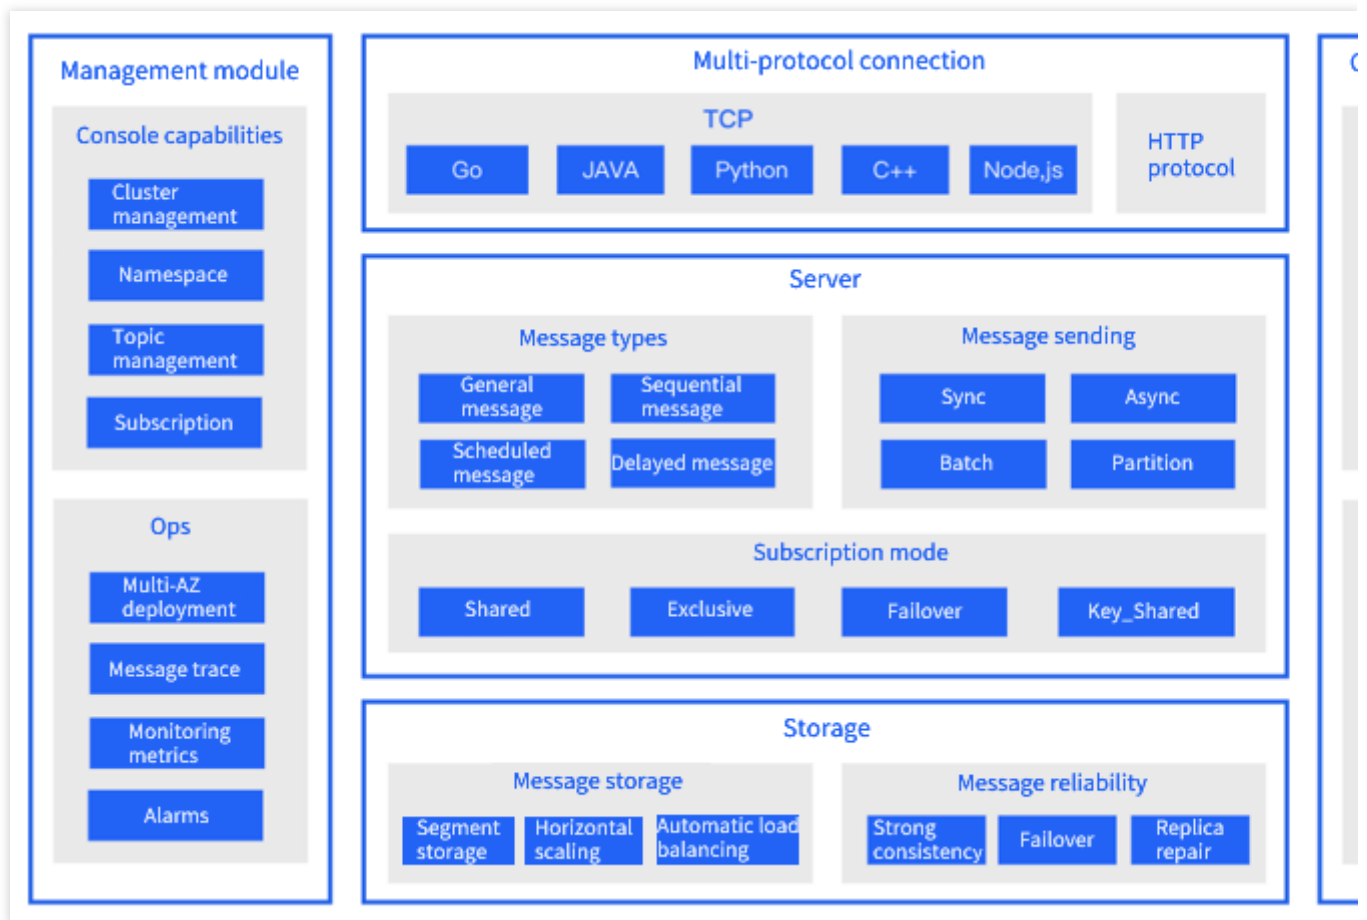 Management module
Console capabilities
Cluster
management
Namespace
Topic
management
Subscription
Ops
Multi-AZ
deployment
Message trace
Monitoring
metrics
Alarms
Multi-protocol connection
TCP
Go
JAVA
Python
C++
Node,js
HTTP
protocol
Server
Message types
General
message
Sequential
message
Scheduled
message
Delayed message
Message sending
Sync
Async
Batch
Partition
Subscription mode
Shared
Exclusive
Failover
Key_Shared
Storage
Message storage
Segment
storage
Horizontal
scaling
Automatic load
balancing
Message reliability
Strong
consistency
Failover
Replica
repair